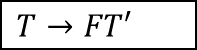 T → FT′